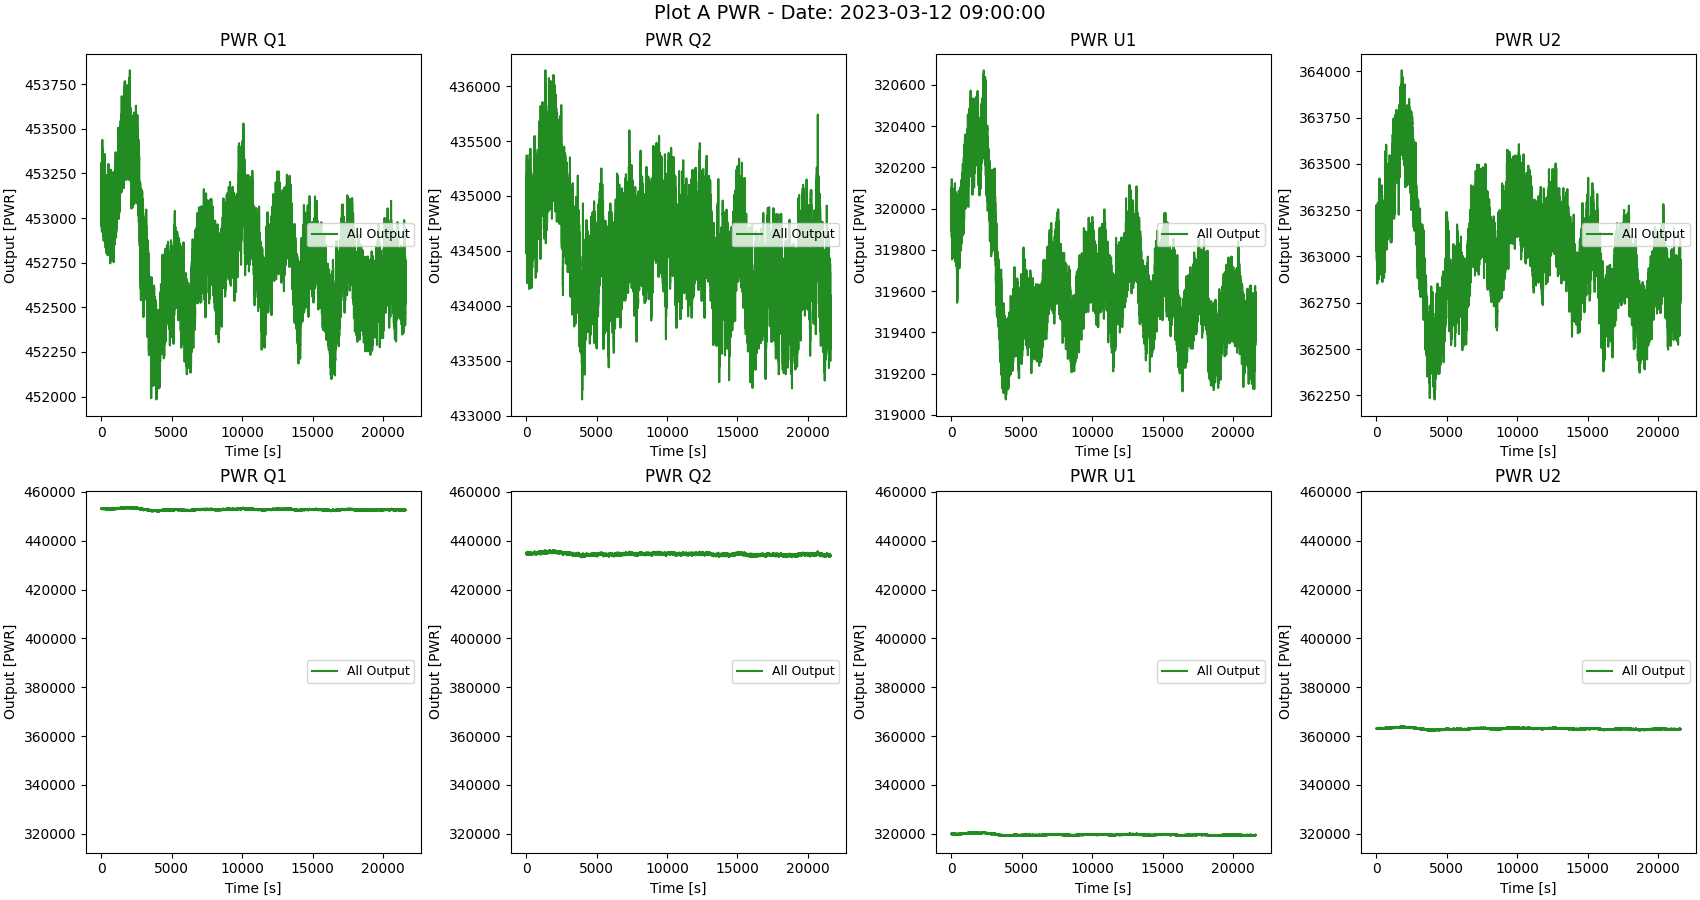 Plot A PWR - Date: 2023-03-12 09:00:00
PWR Q1
453750
453500
453250
453000
452750
452500
452250
452000
Output [PWR]
All Output
0 5000 10000 15000 20000
Time [s]
PWR Q2
436000
435500
435000
434500
434000
433500
433000
Output [PWR]
All Output
0 5000 10000 15000 20000
Time [s]
PWR U1
320600
320400
320200
320000
319800
319600
319400
319200
319000
Output [PWR]
All Output
0 5000 10000 15000 20000
Time [s]
PWR U2
364000
363750
363500
363250
363000
362750
362500
362250
Output [PWR]
All Output
0 5000 10000 15000 20000
Time [s]
PWR Q1
460000
440000
420000
400000
380000
360000
340000
320000
Output [PWR]
All Output
0 5000 10000 15000 20000
Time [s]
PWR Q2
460000
440000
420000
400000
380000
360000
340000
320000
Output [PWR]
All Output
0 5000 10000 15000 20000
Time [s]
PWR U1
460000
440000
420000
400000
380000
360000
340000
320000
Output [PWR]
All Output
0 5000 10000 15000 20000
Time [s]
PWR U2
460000
440000
420000
400000
380000
360000
340000
320000
Output [PWR]
All Output
0 5000 10000 15000 20000
Time [s]